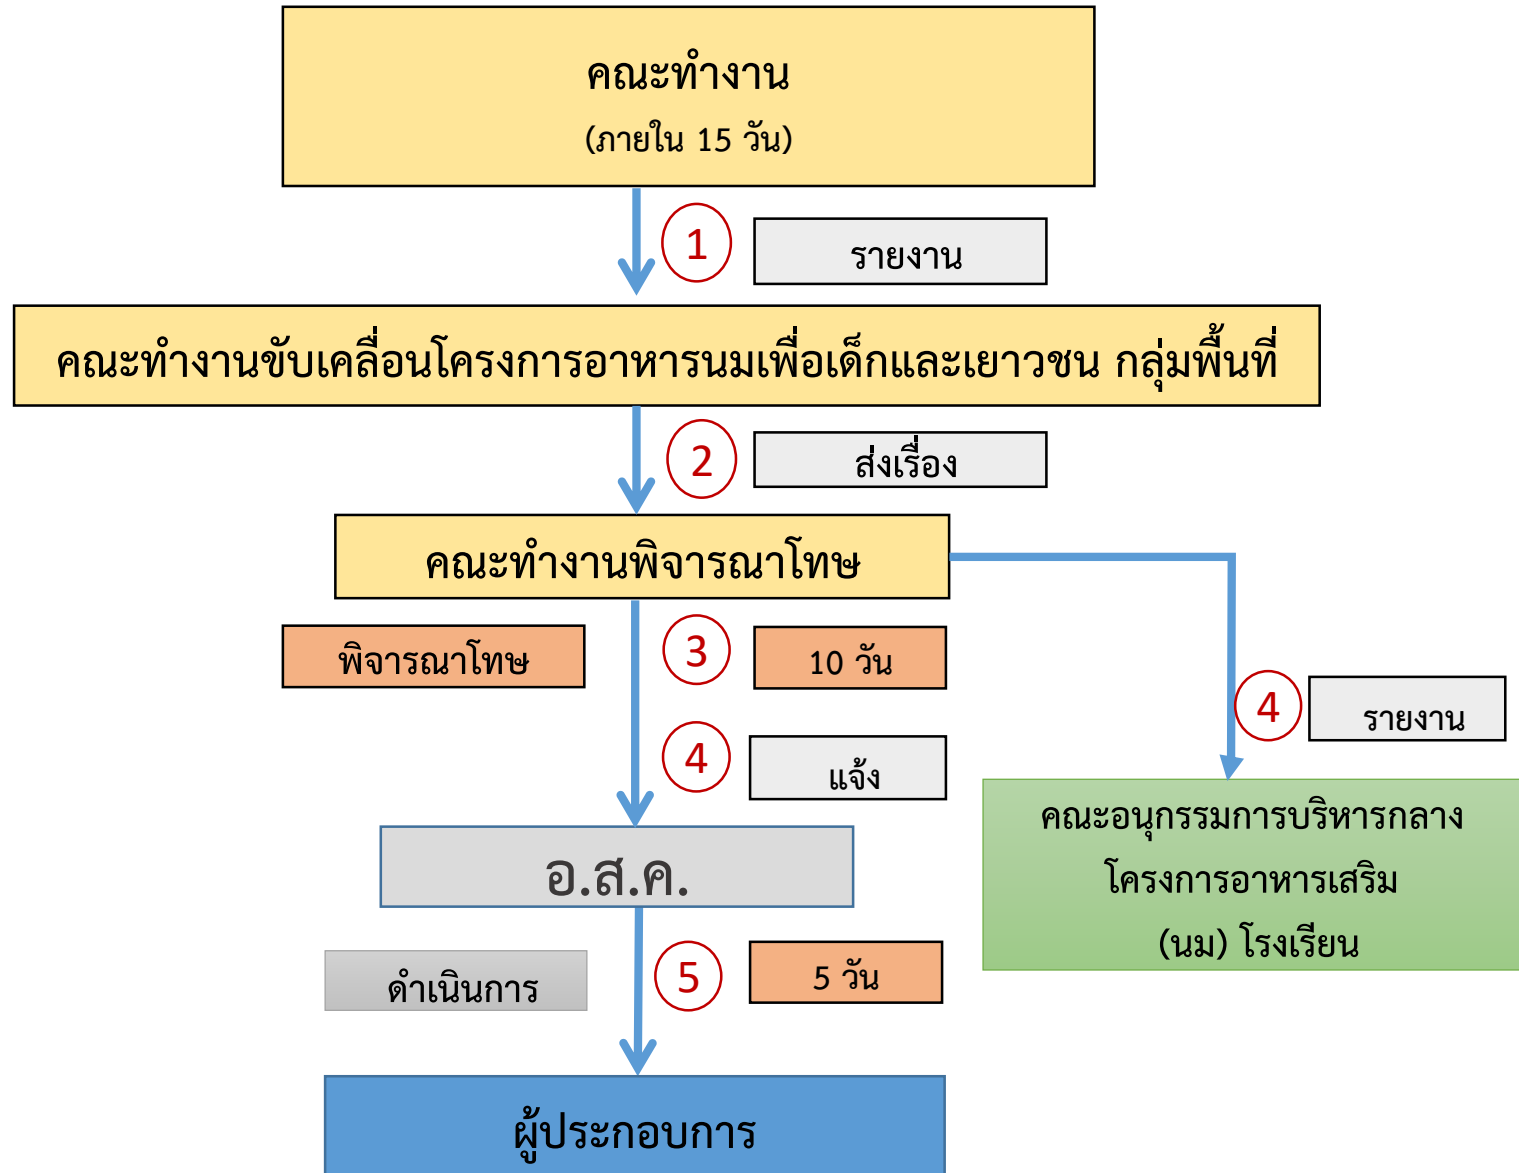 คณะทำงาน
(ภายใน 15 วัน)
1
รายงาน
คณะทำงานขับเคลื่อนโครงการอาหารนมเพื่อเด็กและเยาวชน กลุ่มพื้นที่
2
ส่งเรื่อง
คณะทำงานพิจารณาโทษ
พิจารณาโทษ
3
10 วัน
4
แจ้ง
4
รายงาน
คณะอนุกรรมการบริหารกลาง
โครงการอาหารเสริม
(นม) โรงเรียน
อ.ส.ค.
ดำเนินการ
5
5 วัน
ผู้ประกอบการ